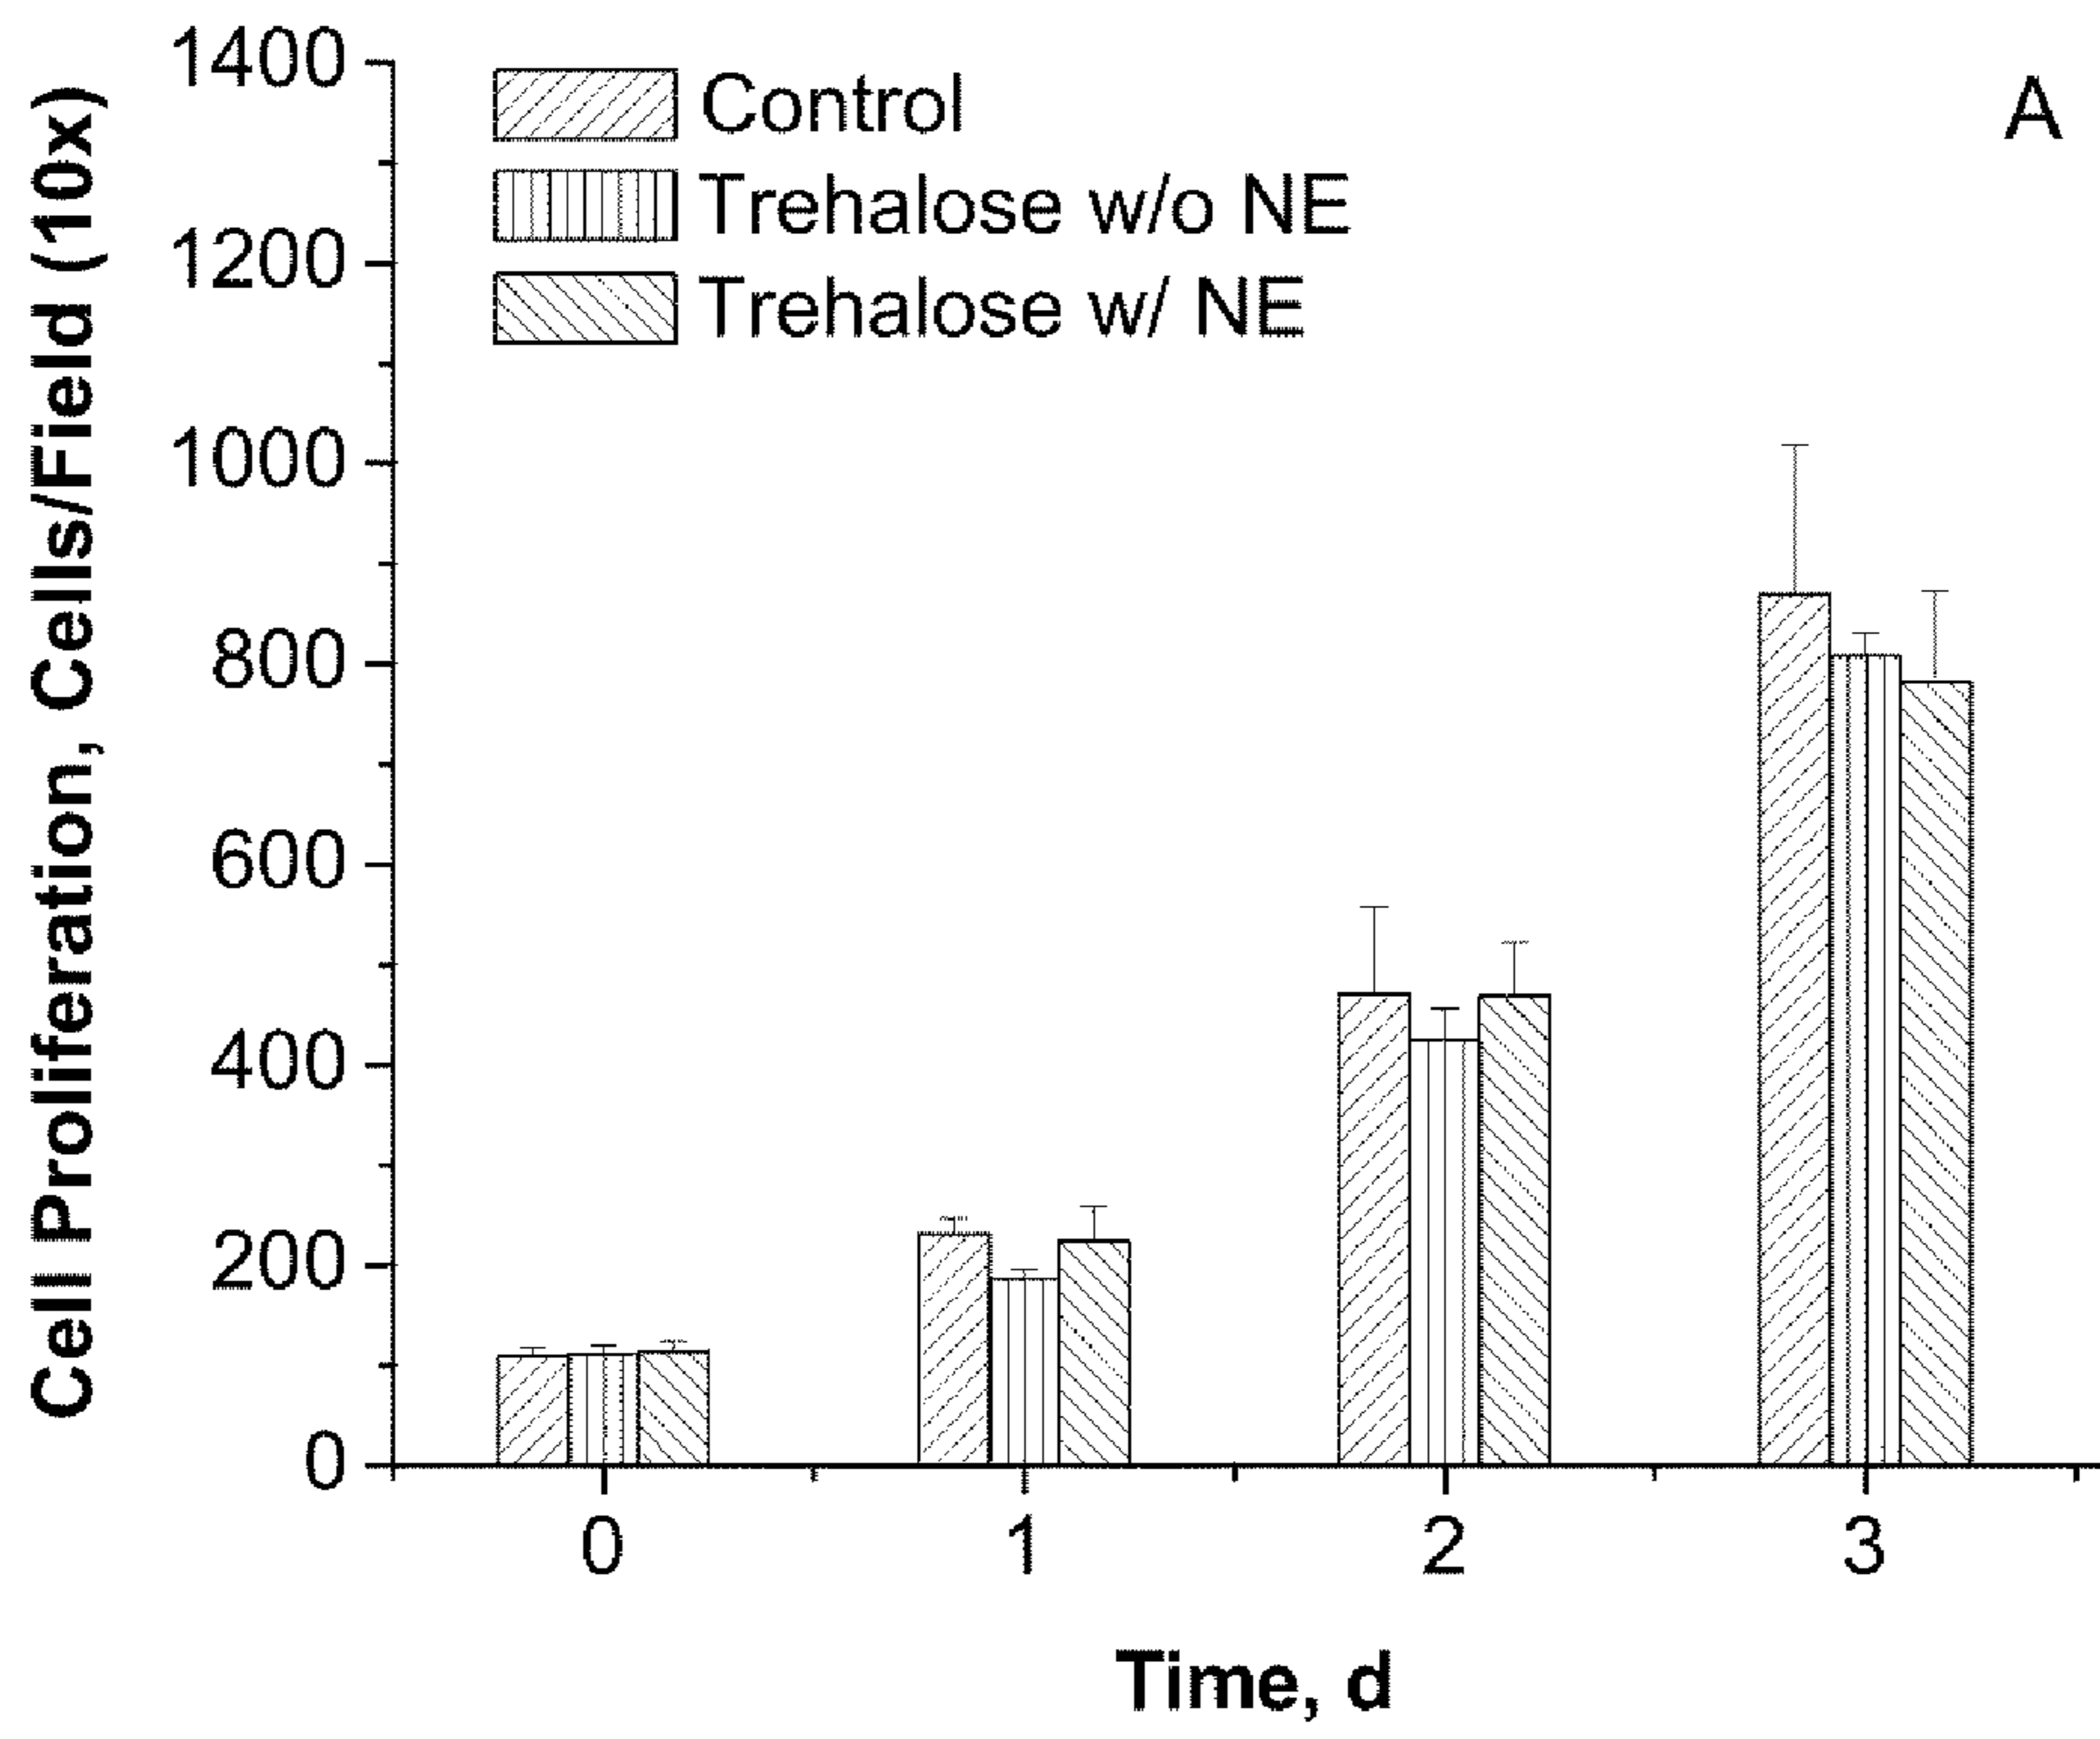 Cell Proliferation, Cells/Field (10x)
1400
1200
1000
800
600
400
200
0
Control
Trehalose w/o NE
Trehalose w/ NE
A
0 1 2 3
Time, d